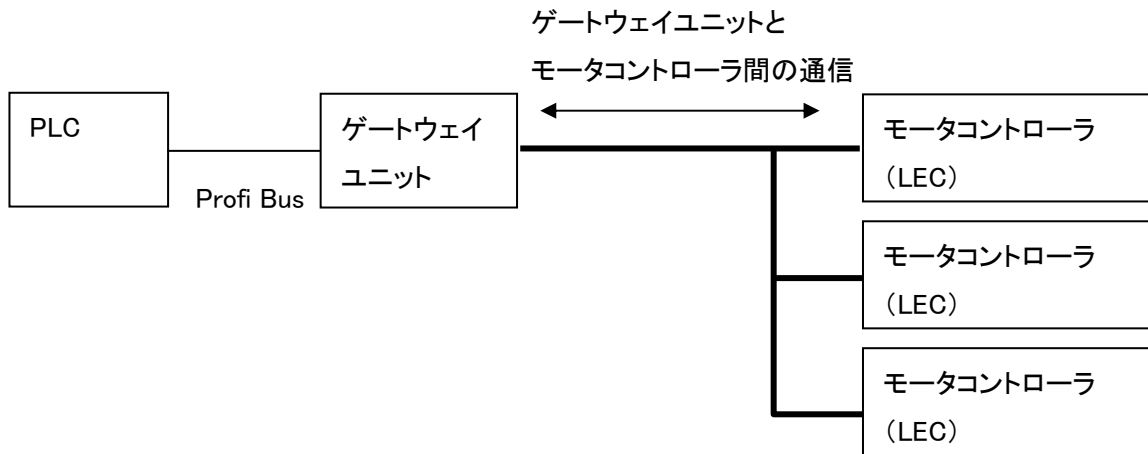 ゲートウェイユニットと
モータコントローラ間の通信
PLC
Profi Bus
ゲートウェイ
ユニット
モータコントローラ
（LEC）
モータコントローラ
（LEC）
モータコントローラ
（LEC）